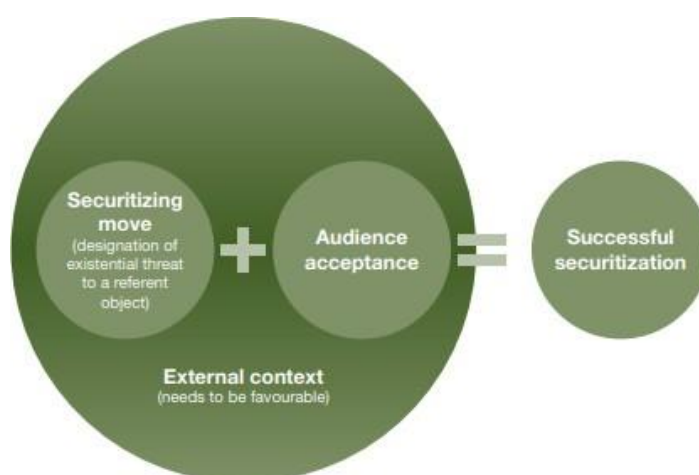 Securitizing
move
(designation of
existential threat
to a referent
object)
+
Audience
acceptance
=
Successful
securitization
External context
(needs to be favourable)